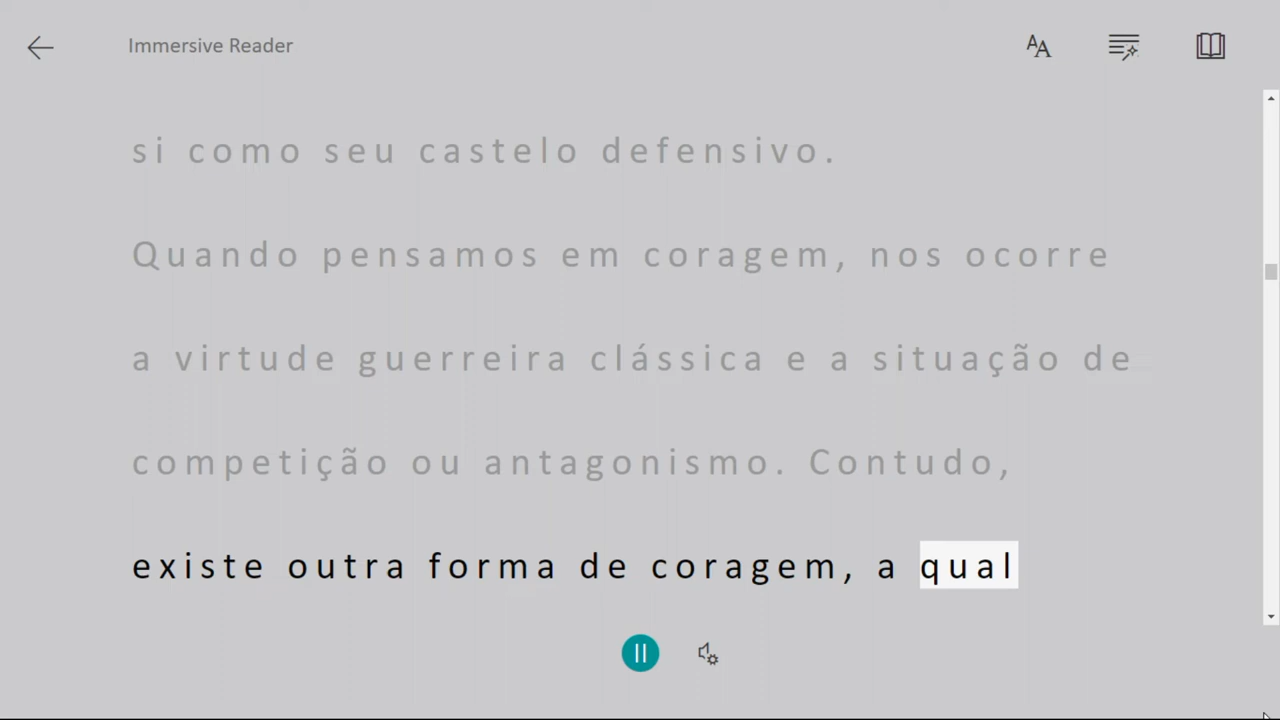 Immersive Reader
si como seu castelo defensivo.
Quando pensamos em coragem, nos ocorre
a virtude guerreira clássica e a situação de
competição ou antagonismo. Contudo,
existe outra forma de coragem, a qual